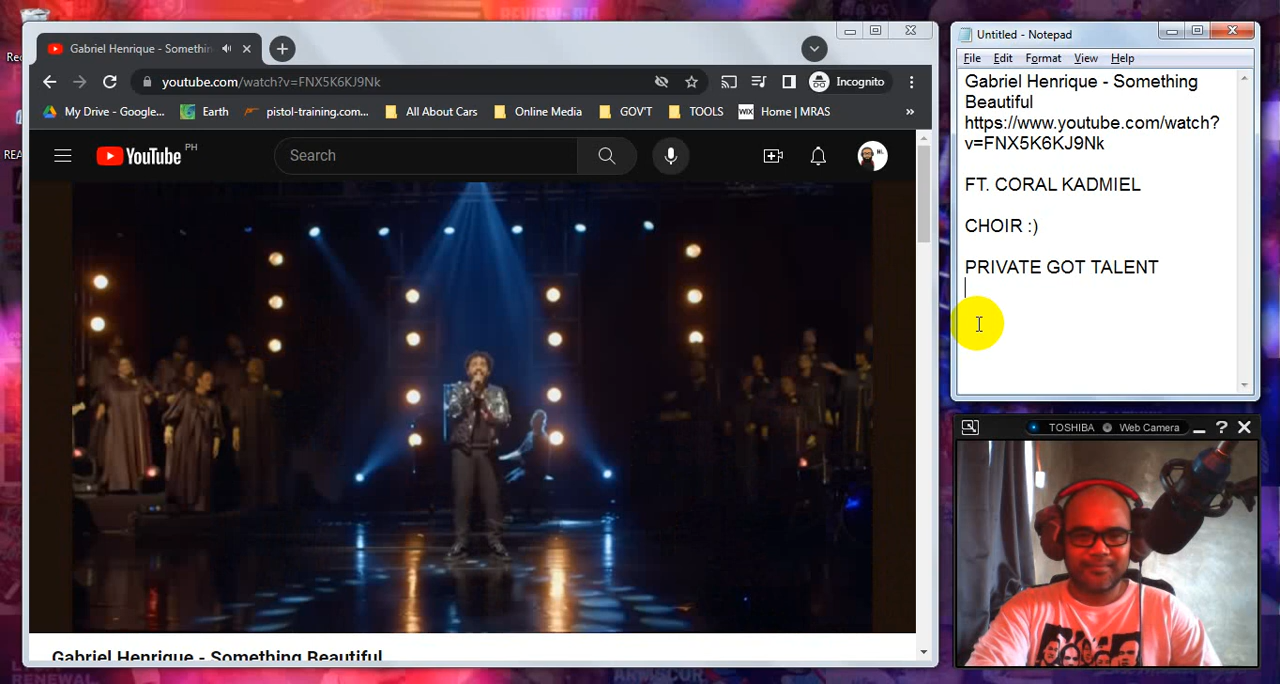 Gabriel Henrique - Somethin
youtube.com/watch?v=FNX5K6KJ9Nk
Incognito
My Drive - Google...
Earth
pistol-training.com...
All About Cars
Online Media
GOV'T
TOOLS
WIX
Home | MRAS
»
YouTube PH
Search
Gabriel Henrique - Something Beautiful
Untitled - Notepad
File Edit Format View Help
Gabriel Henrique - Something
Beautiful
https://www.youtube.com/watch?
v=FNX5K6KJ9Nk
FT. CORAL KADMIEL
CHOIR :)
PRIVATE GOT TALENT
TOSHIBA Web Camera
RENEWAL.